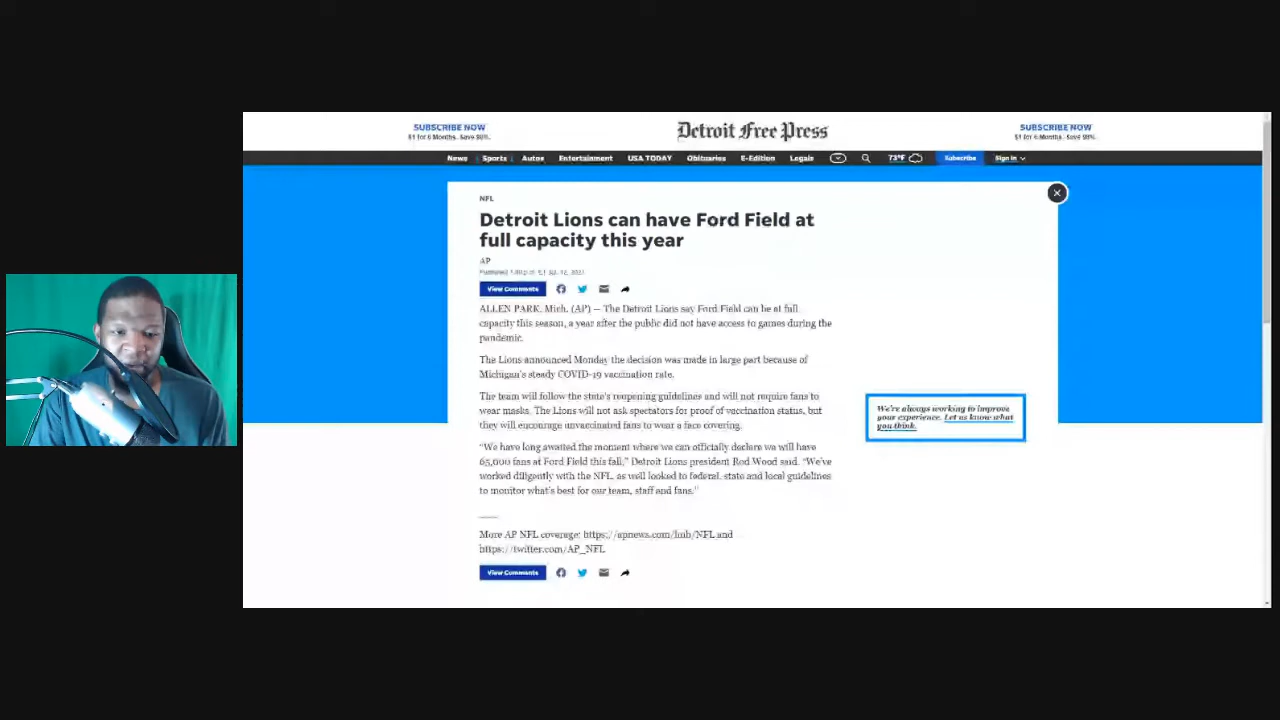 SUBSCRIBE NOW
$1 for 6 Months. Save 90%.
Detroit Free Press
SUBSCRIBE NOW
$1 for 6 Months. Save 90%.
News Sports Autos Entertainment USA TODAY Obituaries E-Edition Legals 73°F Subscribe Sign In
NFL
Detroit Lions can have Ford Field at
full capacity this year
AP
Published
View Comments
ALLEN PARK, Mich. (AP) — The Detroit Lions say Ford Field can be at full
capacity this season, a year after the public did not have access to games during the
pandemic.
The Lions announced Monday the decision was made in large part because of
Michigan's steady COVID-19 vaccination rate.
The team will follow the state's reopening guidelines and will not require fans to
wear masks. The Lions will not ask spectators for proof of vaccination status, but
they will encourage unvaccinated fans to wear a face covering.
"We have long awaited the moment where we can officially declare we will have
65,000 fans at Ford Field this fall," Detroit Lions president Rod Wood said. "We've
worked diligently with the NFL, as well looked to federal, state and local guidelines
to monitor what's best for our team, staff and fans."
We're always working to improve
your experience. Let us know what
you think.
More AP NFL coverage: https://apnews.com/hub/NFL and
https://twitter.com/AP_NFL
View Comments